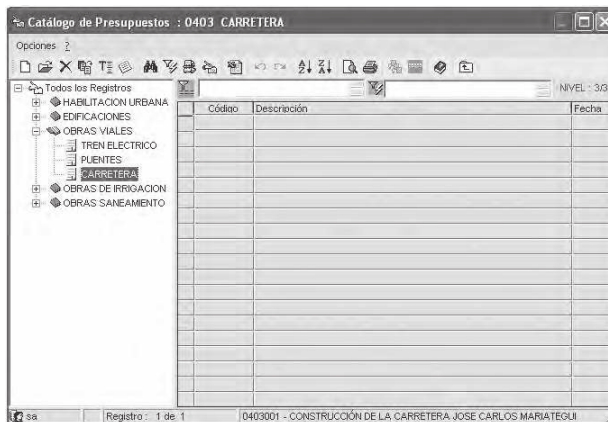 Catálogo de Presupuestos : 0403 CARRETERA
Opciones ?
NIVEL : 3/3
Todos los Registros
HABILITACION URBANA
EDIFICACIONES
OBRAS VIALES
TREN ELECTRICO
PUENTES
CARRETERA
OBRAS DE IRRIGACION
OBRAS SANEAMIENTO
Código Descripción Fecha
sa Registro : 1 de 1 0403001 - CONSTRUCCIÓN DE LA CARRETERA JOSE CARLOS MARIATEGUI